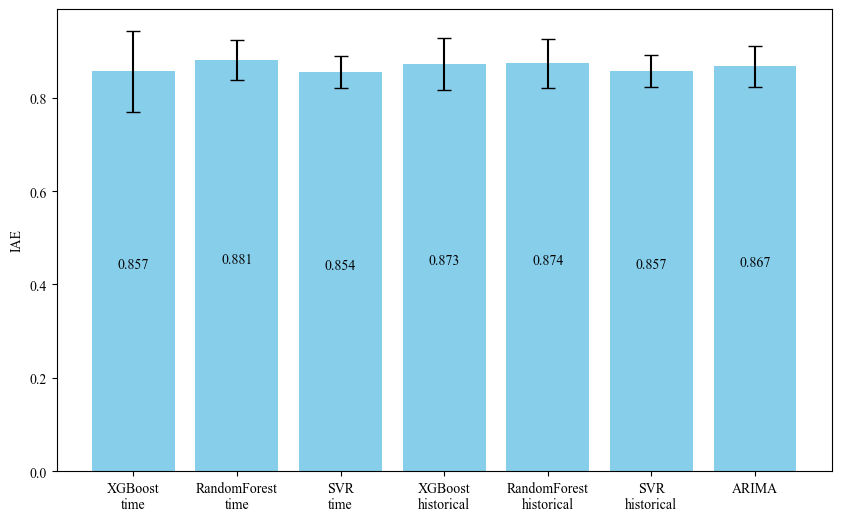 IAE
0.8
0.6
0.4
0.2
0.0
0.857
0.881
0.854
0.873
0.874
0.857
0.867
XGBoost
time
RandomForest
time
SVR
time
XGBoost
historical
RandomForest
historical
SVR
historical
ARIMA